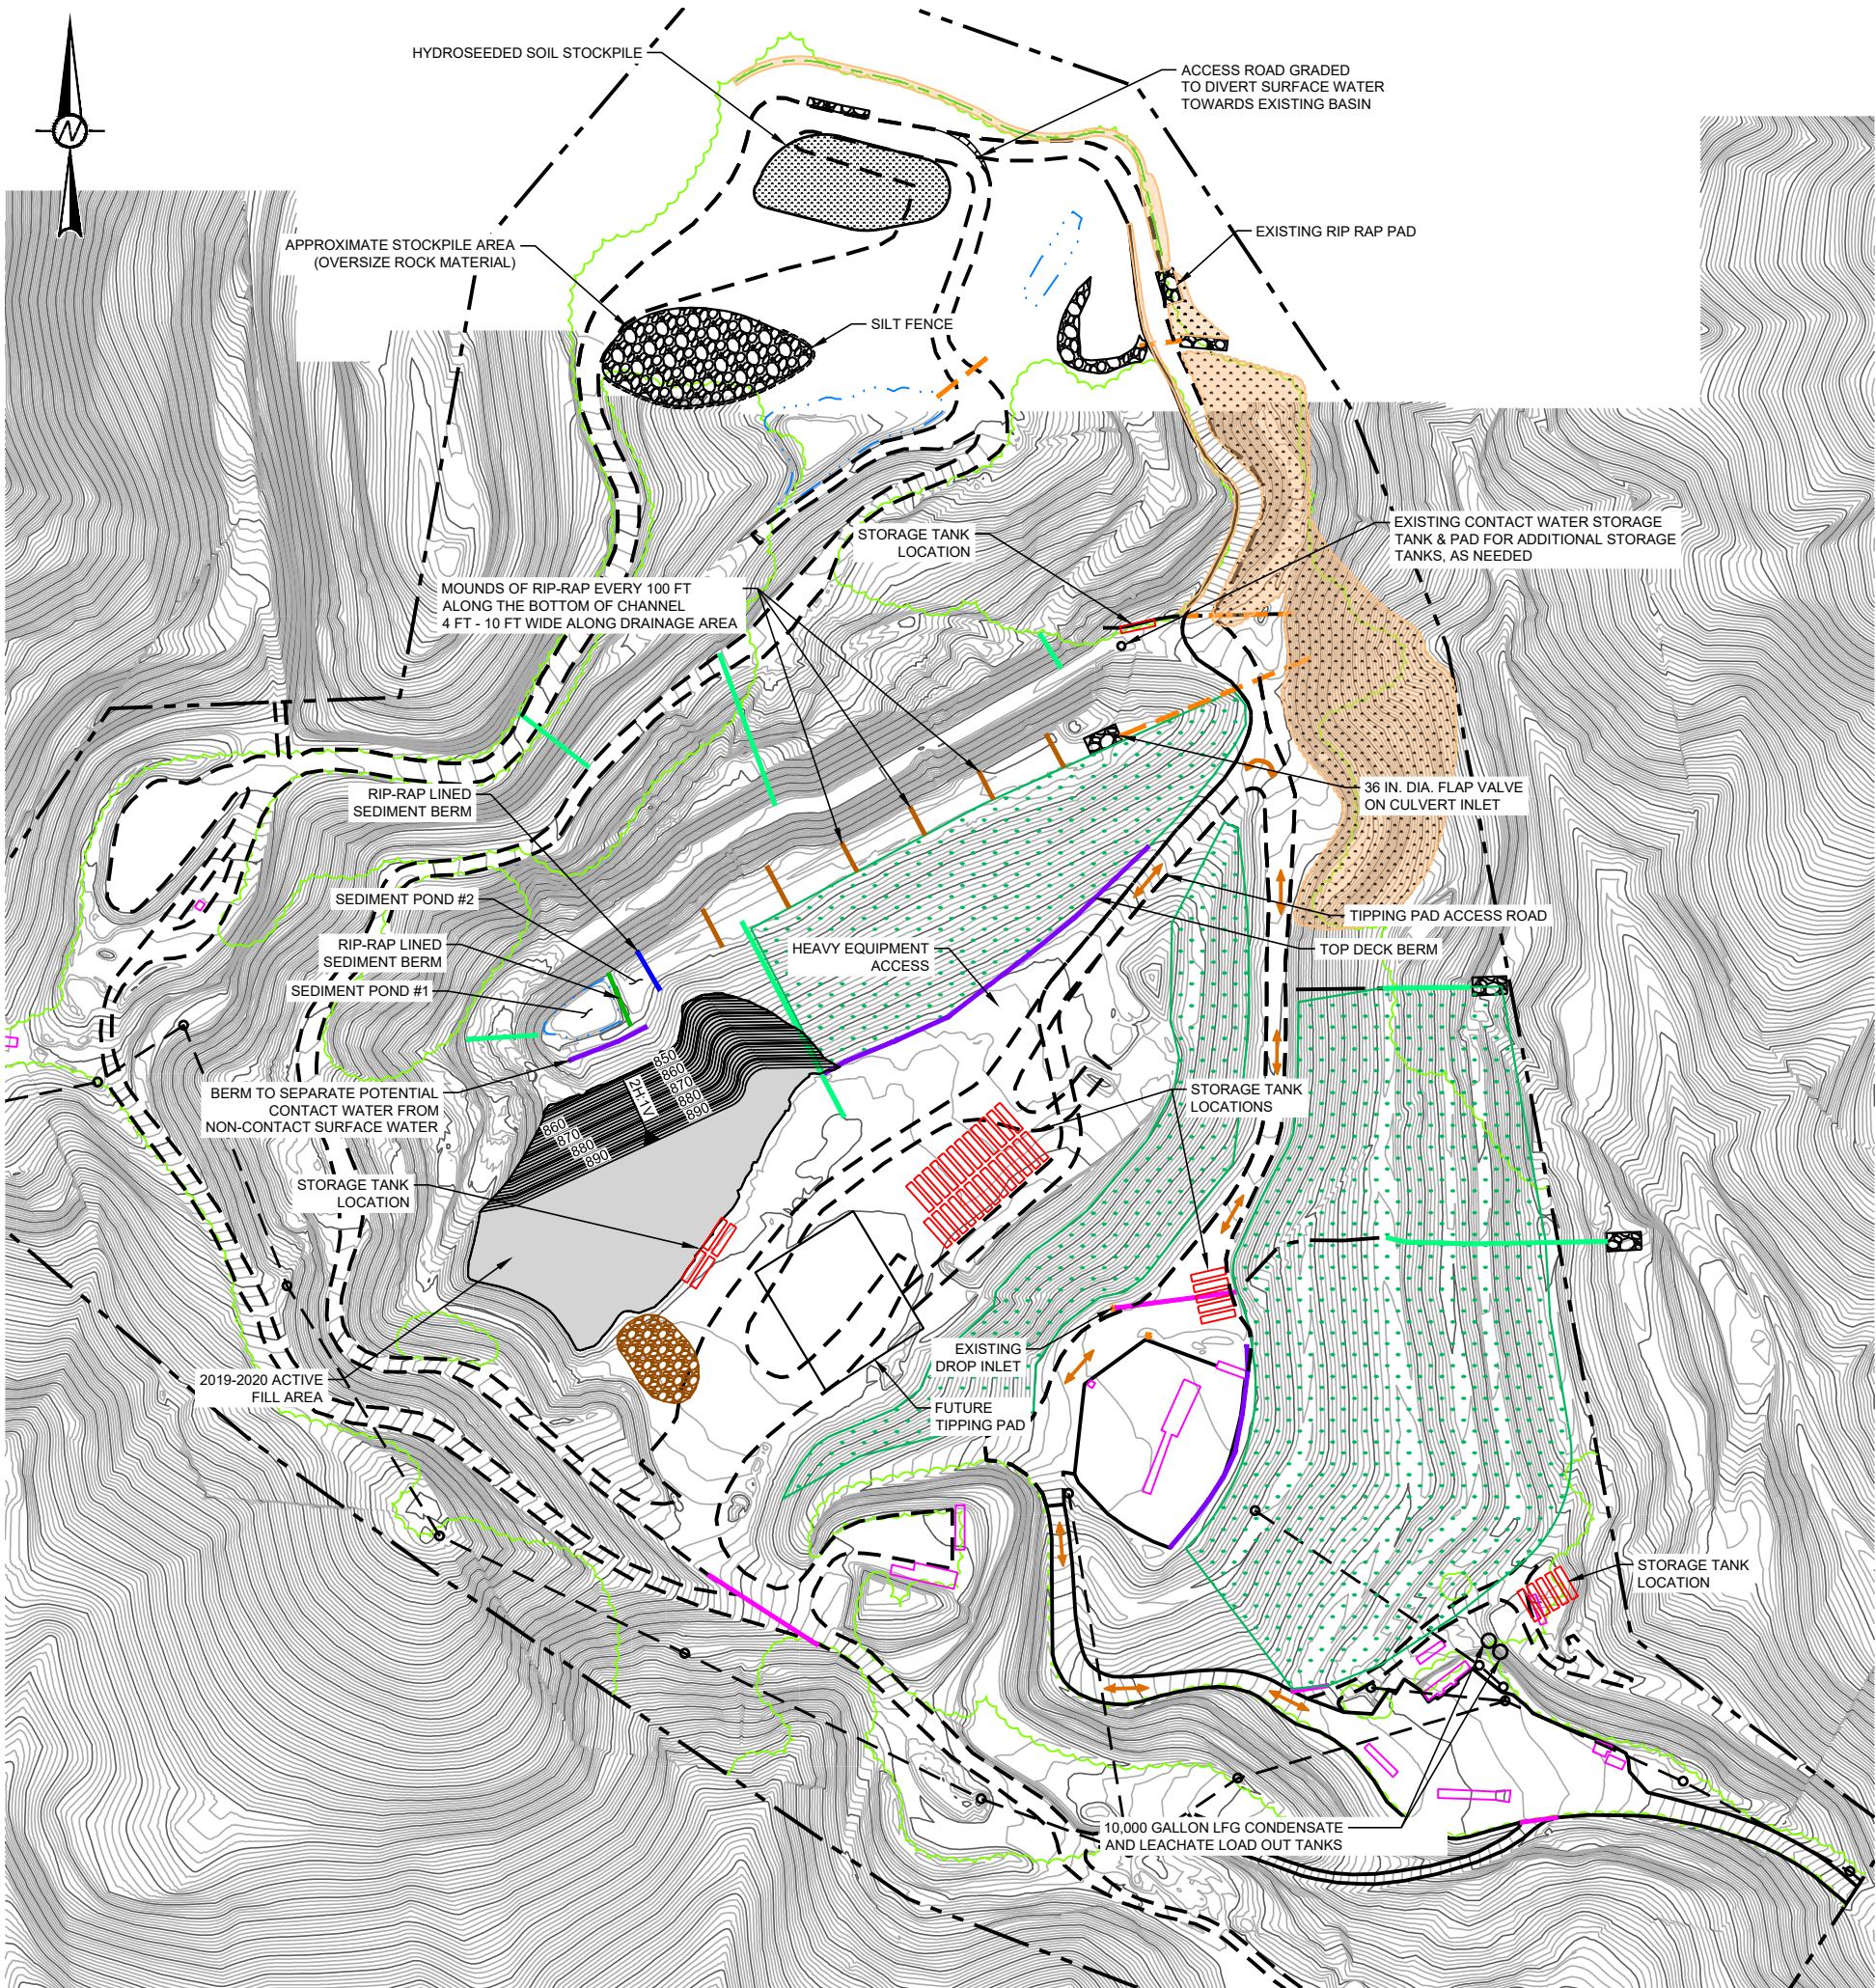 HYDROSEEDED SOIL STOCKPILE
ACCESS ROAD GRADED
TO DIVERT SURFACE WATER
TOWARDS EXISTING BASIN
N
APPROXIMATE STOCKPILE AREA
(OVERSIZE ROCK MATERIAL)
EXISTING RIP RAP PAD
SILT FENCE
STORAGE TANK
LOCATION
EXISTING CONTACT WATER STORAGE
TANK & PAD FOR ADDITIONAL STORAGE
TANKS, AS NEEDED
MOUNDS OF RIP-RAP EVERY 100 FT
ALONG THE BOTTOM OF CHANNEL
4 FT - 10 FT WIDE ALONG DRAINAGE AREA
RIP-RAP LINED
SEDIMENT BERM
36 IN. DIA. FLAP VALVE
ON CULVERT INLET
SEDIMENT POND #2
TIPPING PAD ACCESS ROAD
RIP-RAP LINED
SEDIMENT BERM
HEAVY EQUIPMENT
ACCESS
TOP DECK BERM
SEDIMENT POND #1
850
860
870
880
890
2H:1V
BERM TO SEPARATE POTENTIAL
CONTACT WATER FROM
NON-CONTACT SURFACE WATER
STORAGE TANK
LOCATIONS
860
870
880
890
STORAGE TANK
LOCATION
EXISTING
DROP INLET
2019-2020 ACTIVE
FILL AREA
FUTURE
TIPPING PAD
STORAGE TANK
LOCATION
10,000 GALLON LFG CONDENSATE
AND LEACHATE LOAD OUT TANKS